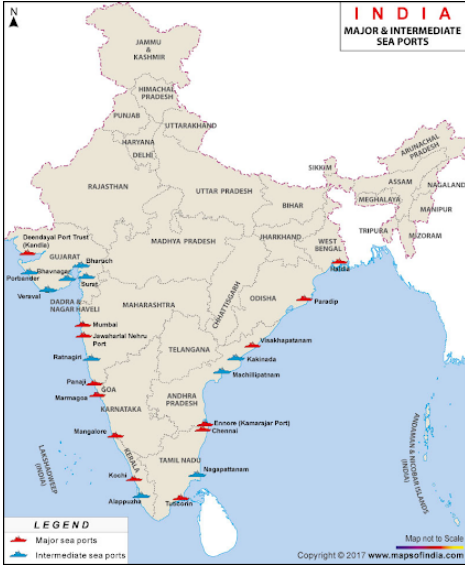 N
I N D I A
MAJOR & INTERMEDIATE
SEA PORTS
JAMMU
&
KASHMIR
HIMACHAL
PRADESH
PUNJAB
UTTARAKHAND
HARYANA
DELHI
ARUNACHAL
PRADESH
SIKKIM
ASSAM
NAGALAND
MEGHALAYA
MANIPUR
TRIPURA
MIZORAM
RAJASTHAN
UTTAR PRADESH
BIHAR
JHARKHAND
WEST
BENGAL
MADHYA PRADESH
Deendayal Port Trust
(Kandla)
GUJARAT
Bharuch
Bhavnagar
Porbander
Surat
Veraval
DADRA &
NAGAR HAVELI
MAHARASHTRA
CHHATTISGARH
ODISHA
Haldia
Paradip
Mumbai
Jawaharlal Nehru
Port
Visakhapatanam
TELANGANA
Ratnagiri
Kakinada
Machillipatnam
Panaji
GOA
Marmagoa
KARNATAKA
ANDHRA
PRADESH
Ennore (Kamarajar Port)
Chennai
Mangalore
LAKSHADWEEP
(INDIA)
KERALA
TAMIL NADU
Nagapattanam
Kochi
Alappuzha
Tutitorin
ANDAMAN & NICOBAR ISLANDS
(INDIA)
LEGEND
Major sea ports
Intermediate sea ports
Map not to Scale
Copyright © 2017 www.mapsofindia.com